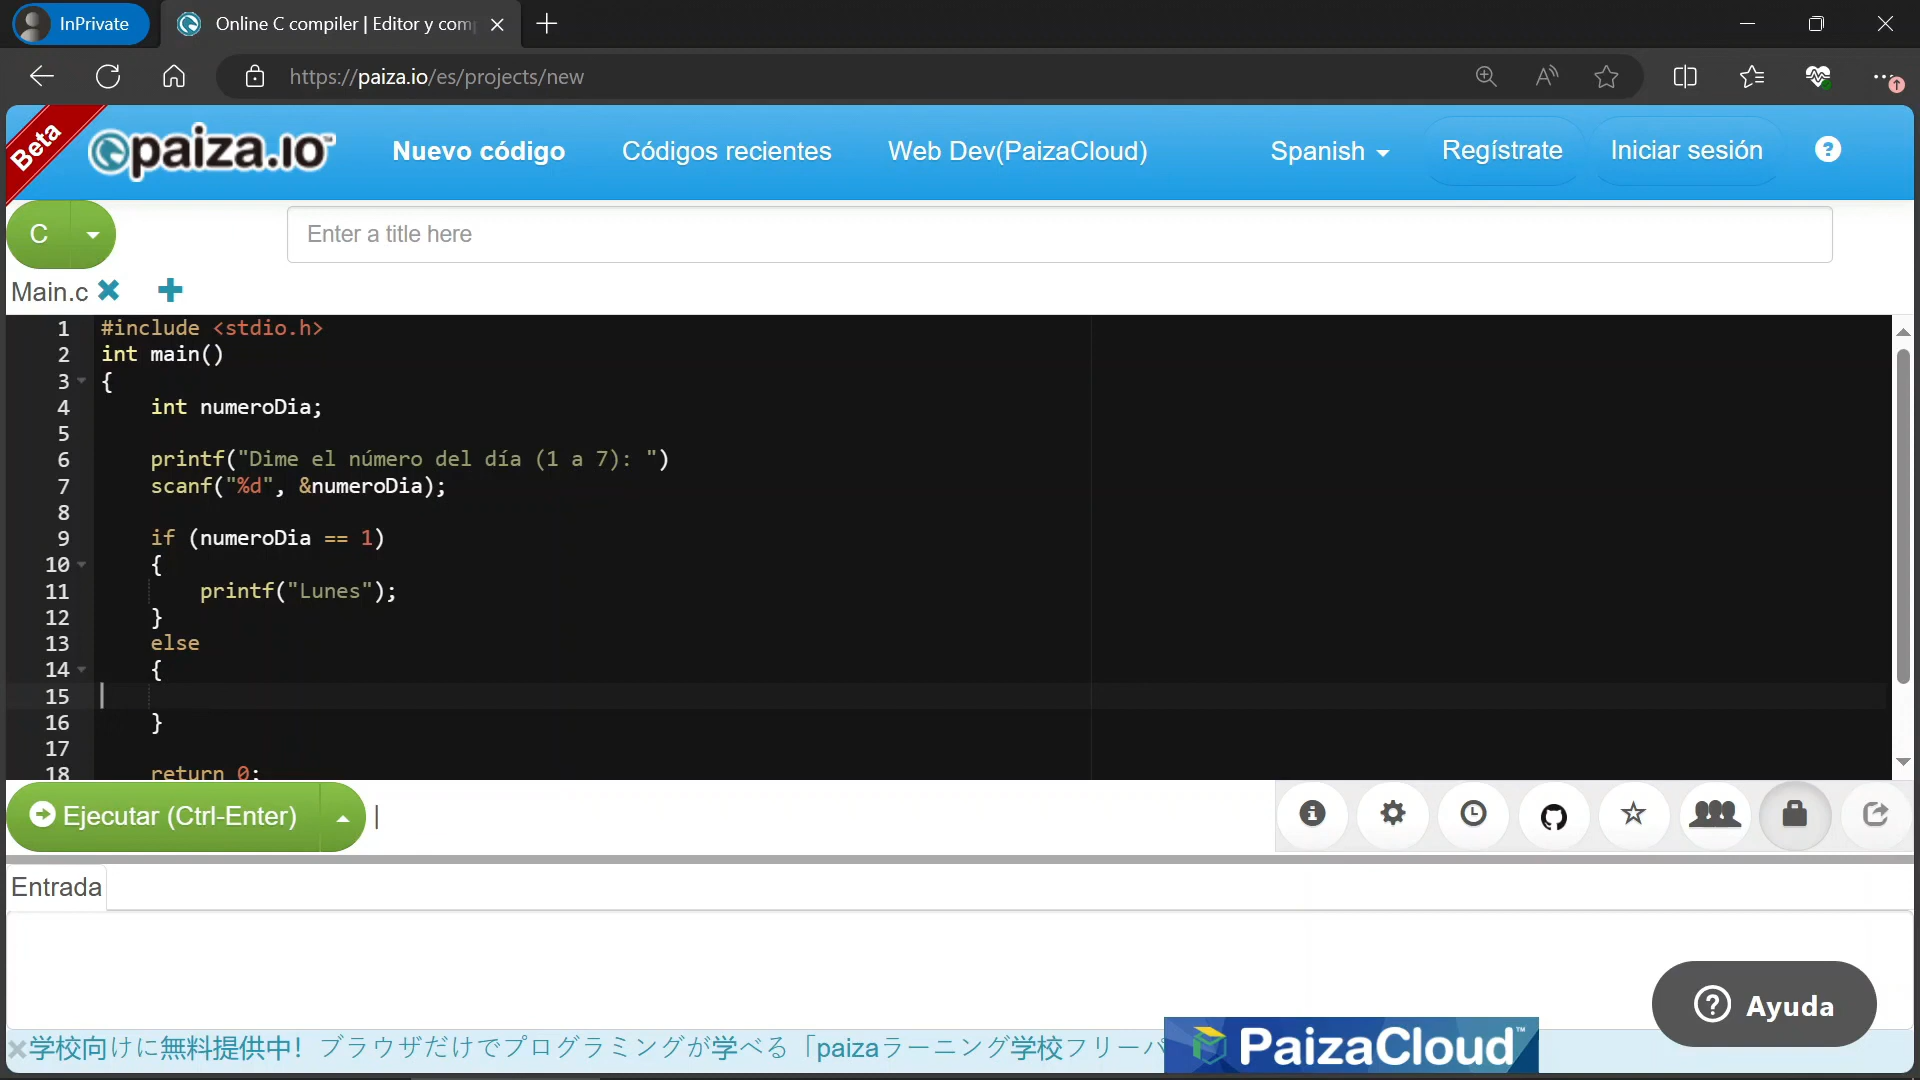 InPrivate
Online C compiler | Editor y com
https://paiza.io/es/projects/new
Beta
paiza.IO™
Nuevo código
Códigos recientes
Web Dev(PaizaCloud)
Spanish
Regístrate
Iniciar sesión
?
C
Enter a title here
Main.c
1 #include <stdio.h>
2 int main()
3 {
4     int numeroDia;
5
6     printf("Dime el número del día (1 a 7): ")
7     scanf("%d", &numeroDia);
8
9     if (numeroDia == 1)
10     {
11         printf("Lunes");
12     }
13     else
14     {
15
16     }
17
18     return 0;
Ejecutar (Ctrl-Enter)
Entrada
Ayuda
学校向けに無料提供中！ブラウザだけでプログラミングが学べる「paizaラーニング学校フリーパ
PaizaCloud™